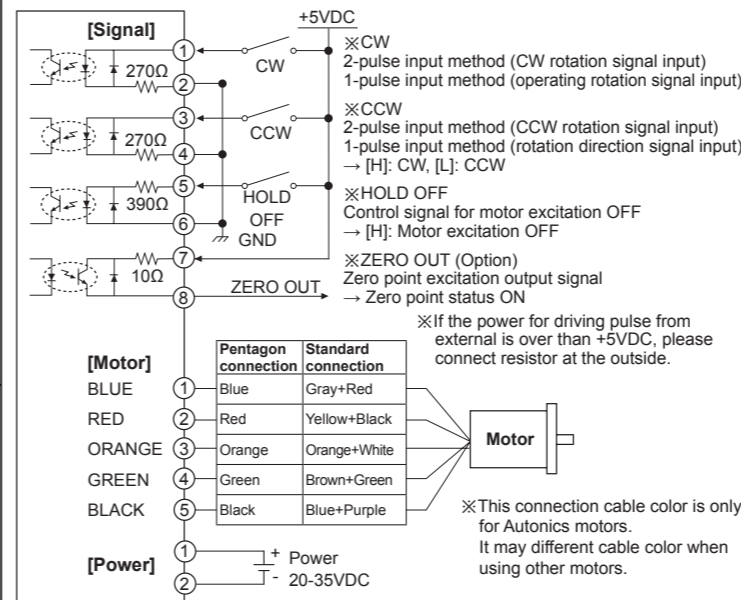 +5VDC
[Signal]
1
CW
270Ω
2
3
CCW
270Ω
4
5
HOLD
OFF
390Ω
6
GND
7
10Ω
8
ZERO OUT
※CW
2-pulse input method (CW rotation signal input)
1-pulse input method (operating rotation signal input)
※CCW
2-pulse input method (CCW rotation signal input)
1-pulse input method (rotation direction signal input)
→ [H]: CW, [L]: CCW
※HOLD OFF
Control signal for motor excitation OFF
→ [H]: Motor excitation OFF
※ZERO OUT (Option)
Zero point excitation output signal
→ Zero point status ON
※If the power for driving pulse from
external is over than +5VDC, please
connect resistor at the outside.
[Motor]
Pentagon connection Standard connection
BLUE 1 Blue Gray+Red
RED 2 Red Yellow+Black
ORANGE 3 Orange Orange+White
GREEN 4 Green Brown+Green
BLACK 5 Black Blue+Purple
Motor
※This connection cable color is only
for Autonics motors.
It may different cable color when
using other motors.
[Power]
1
+
Power
-
20-35VDC
2